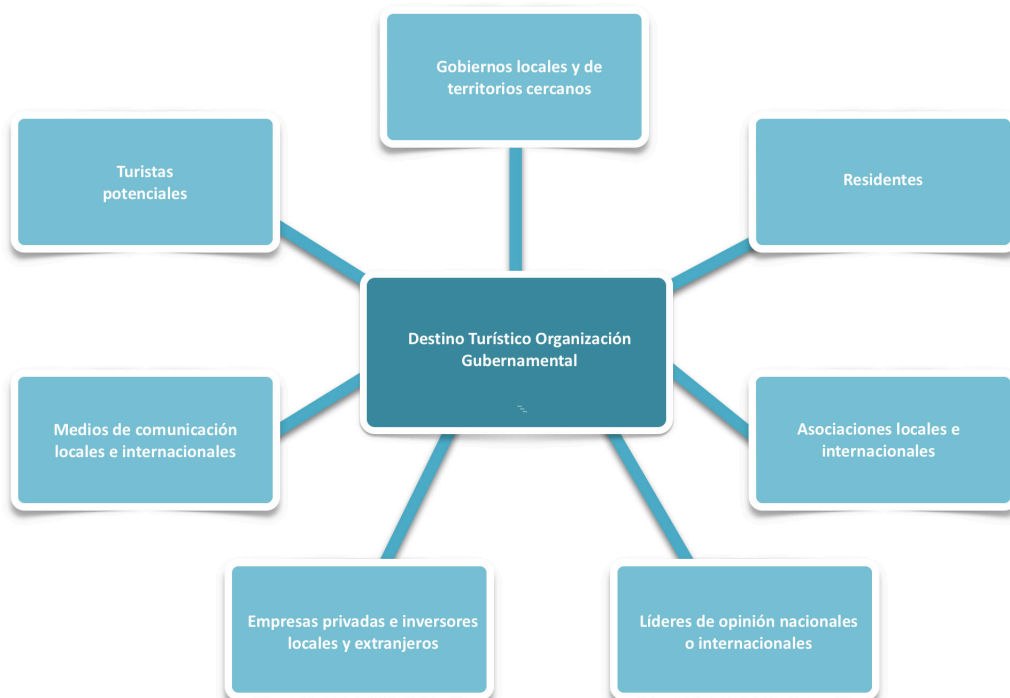 Gobiernos locales y de
territorios cercanos
Turistas
potenciales
Residentes
Destino Turístico Organización
Gubernamental
Medios de comunicación
locales e internacionales
Asociaciones locales e
internacionales
Empresas privadas e inversores
locales y extranjeros
Líderes de opinión nacionales
o internacionales